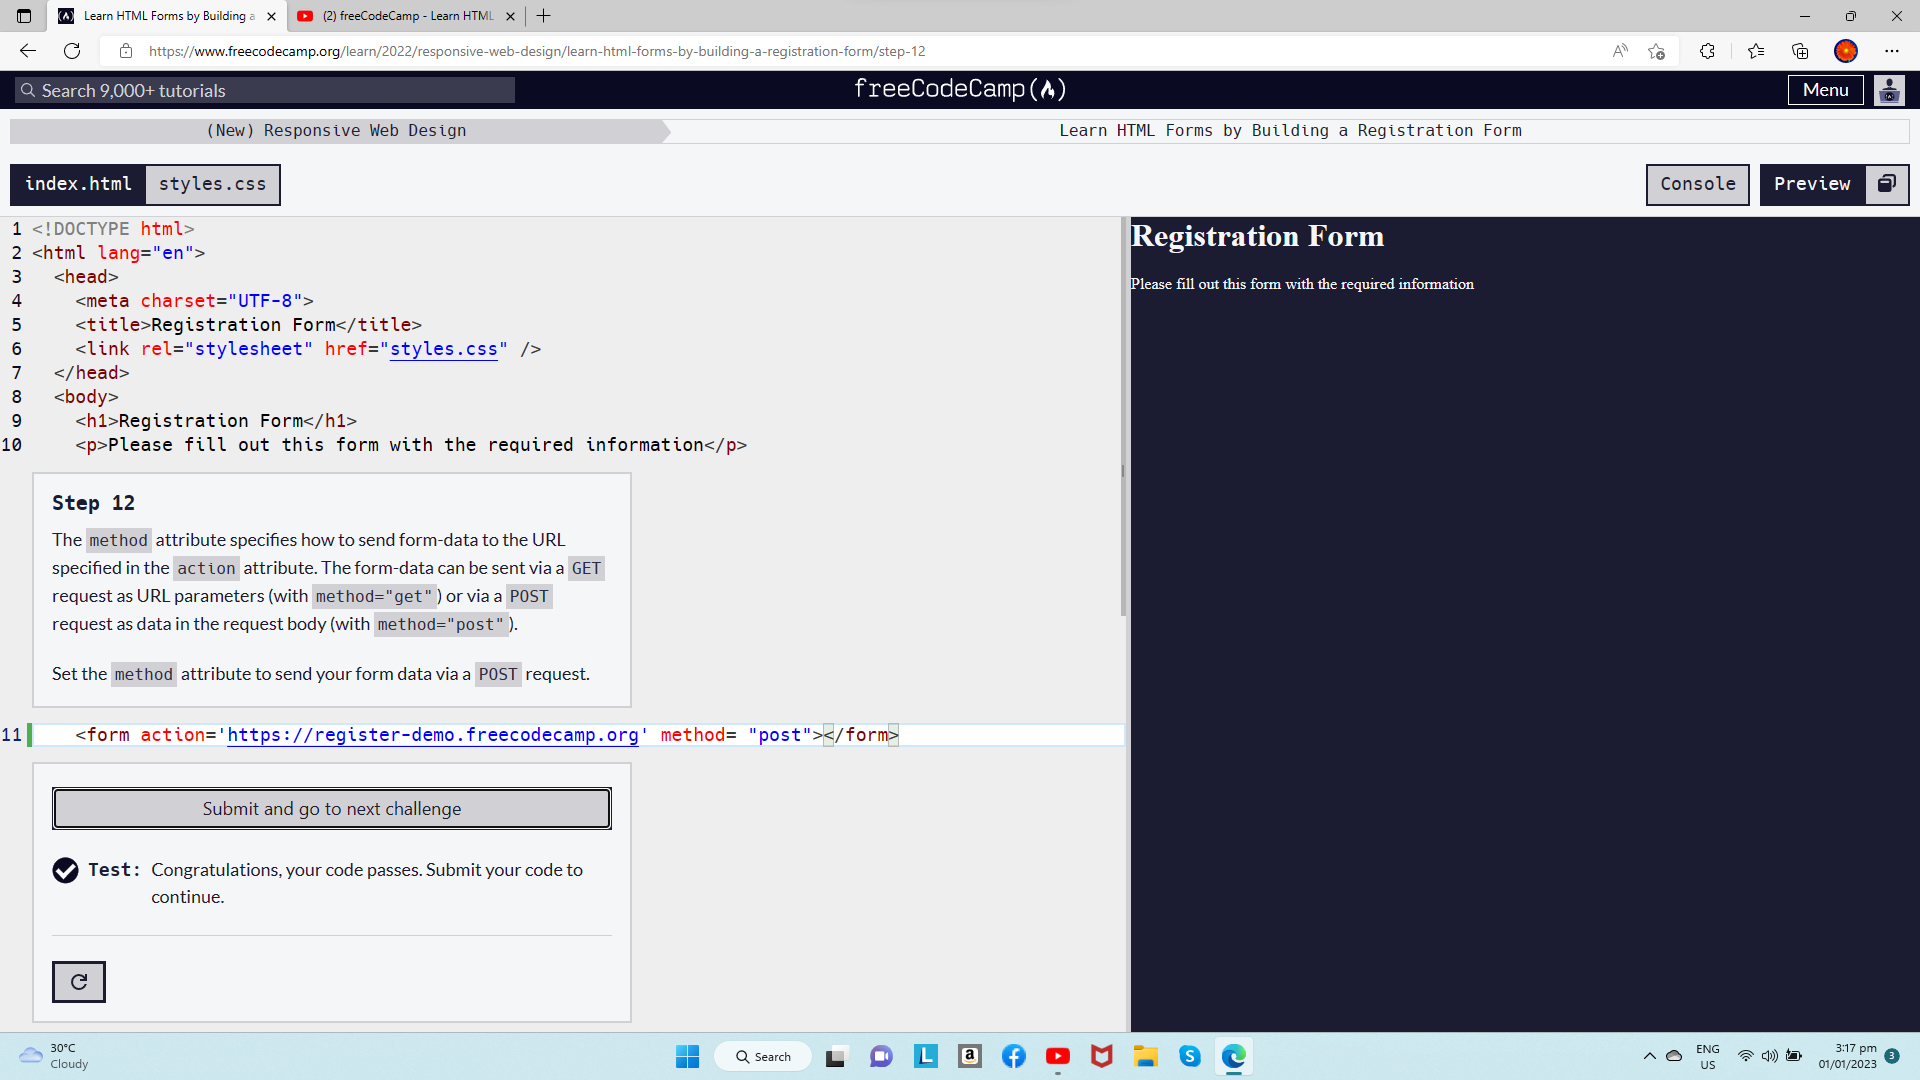 Learn HTML Forms by Building a
(2) freeCodeCamp - Learn HTML
https://www.freecodecamp.org/learn/2022/responsive-web-design/learn-html-forms-by-building-a-registration-form/step-12
Search 9,000+ tutorials
freeCodeCamp
Menu
(New) Responsive Web Design
Learn HTML Forms by Building a Registration Form
index.html
styles.css
Console
Preview
1 <!DOCTYPE html>
2 <html lang="en">
3 <head>
4 <meta charset="UTF-8">
5 <title>Registration Form</title>
6 <link rel="stylesheet" href="styles.css" />
7 </head>
8 <body>
9 <h1>Registration Form</h1>
10 <p>Please fill out this form with the required information</p>
Step 12
The method attribute specifies how to send form-data to the URL
specified in the action attribute. The form-data can be sent via a GET
request as URL parameters (with method="get") or via a POST
request as data in the request body (with method="post").
Set the method attribute to send your form data via a POST request.
11 <form action='https://register-demo.freecodecamp.org' method= "post"></form>
Submit and go to next challenge
Test: Congratulations, your code passes. Submit your code to
continue.
Registration Form
Please fill out this form with the required information
30°C
Cloudy
Search
L
a
S
ENG
US
3:17 pm
01/01/2023
3